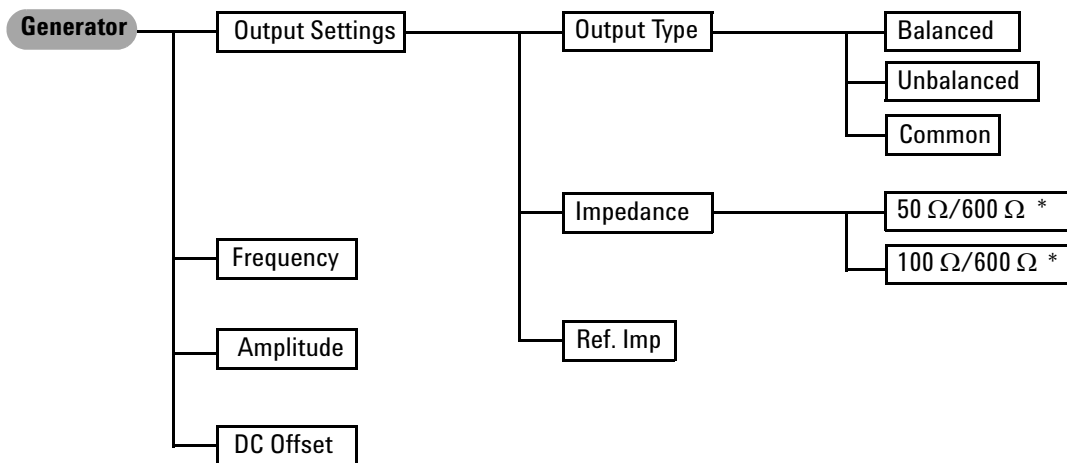 Generator
Output Settings
Output Type
Balanced
Unbalanced
Common
Impedance
50 Ω/600 Ω *
100 Ω/600 Ω *
Frequency
Amplitude
Ref. Imp
DC Offset